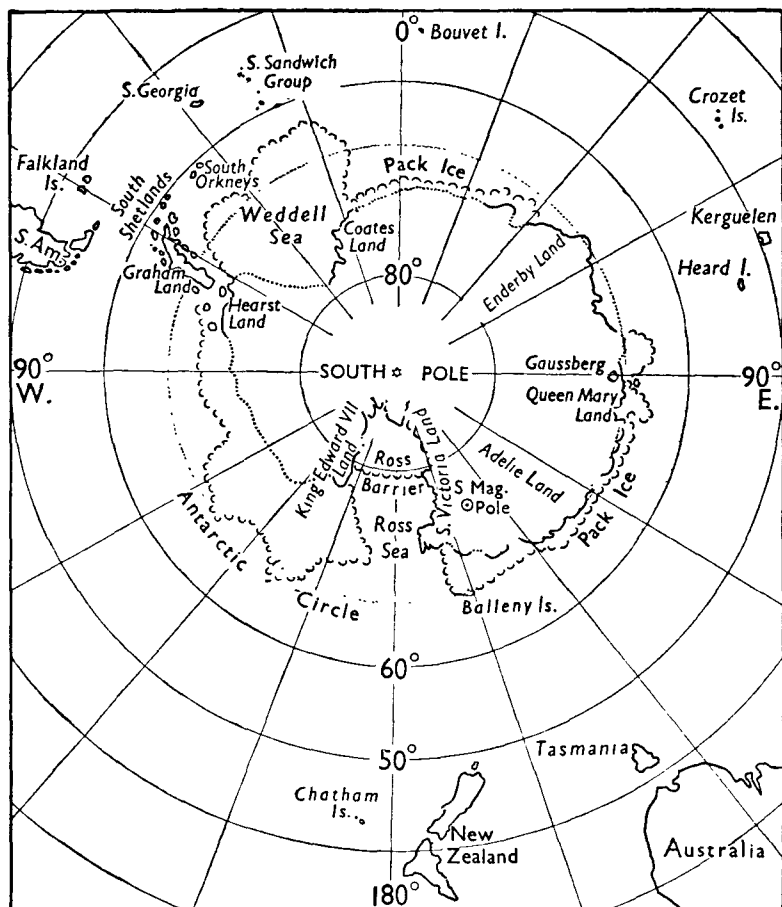 0°
Bouvet I.
S. Sandwich
Group
S. Georgia
Crozet
Is.
Falkland
Is.
South
Orkneys
South Shetlands
Pack Ice
Weddell
Sea
Coates
Land
Kerguelen
S. Am.
Graham
Land
80°
Enderby Land
Heard I.
Hearst
Land
90°
W.
SOUTH POLE
Gaussberg
90°
E.
Queen Mary
Land
King Edward VII
Land
Ross
Barrier
S. Victoria Land
Adelie Land
S Mag.
Pole
Ross
Sea
Pack Ice
Antarctic
Circle
Balleny Is.
60°
50°
Tasmania
Chatham
Is.
New
Zealand
Australia
180°